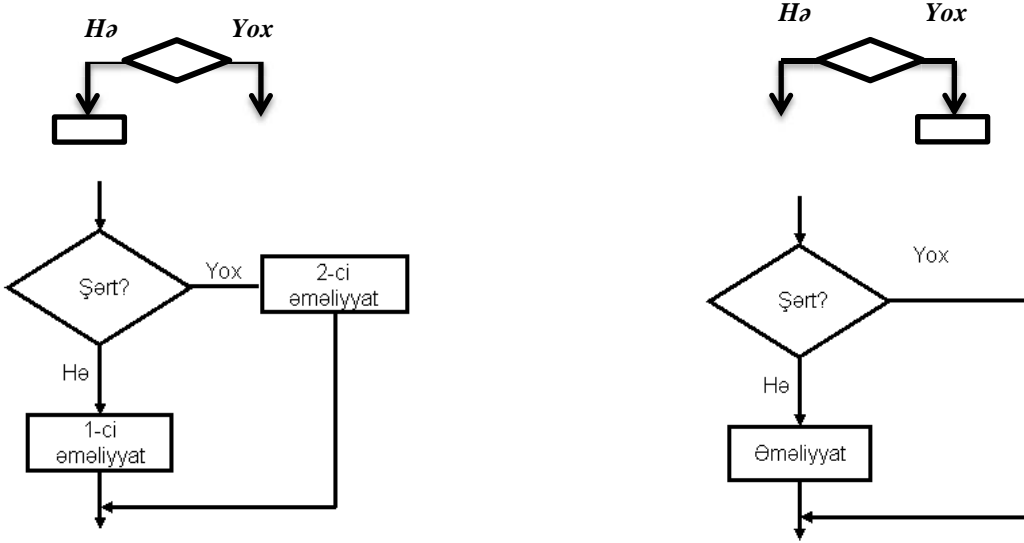 Hə Yox
Hə Yox
Şərt?
Yox
2-ci
əməliyyat
Hə
1-ci
əməliyyat
Şərt?
Yox
Hə
Əməliyyat